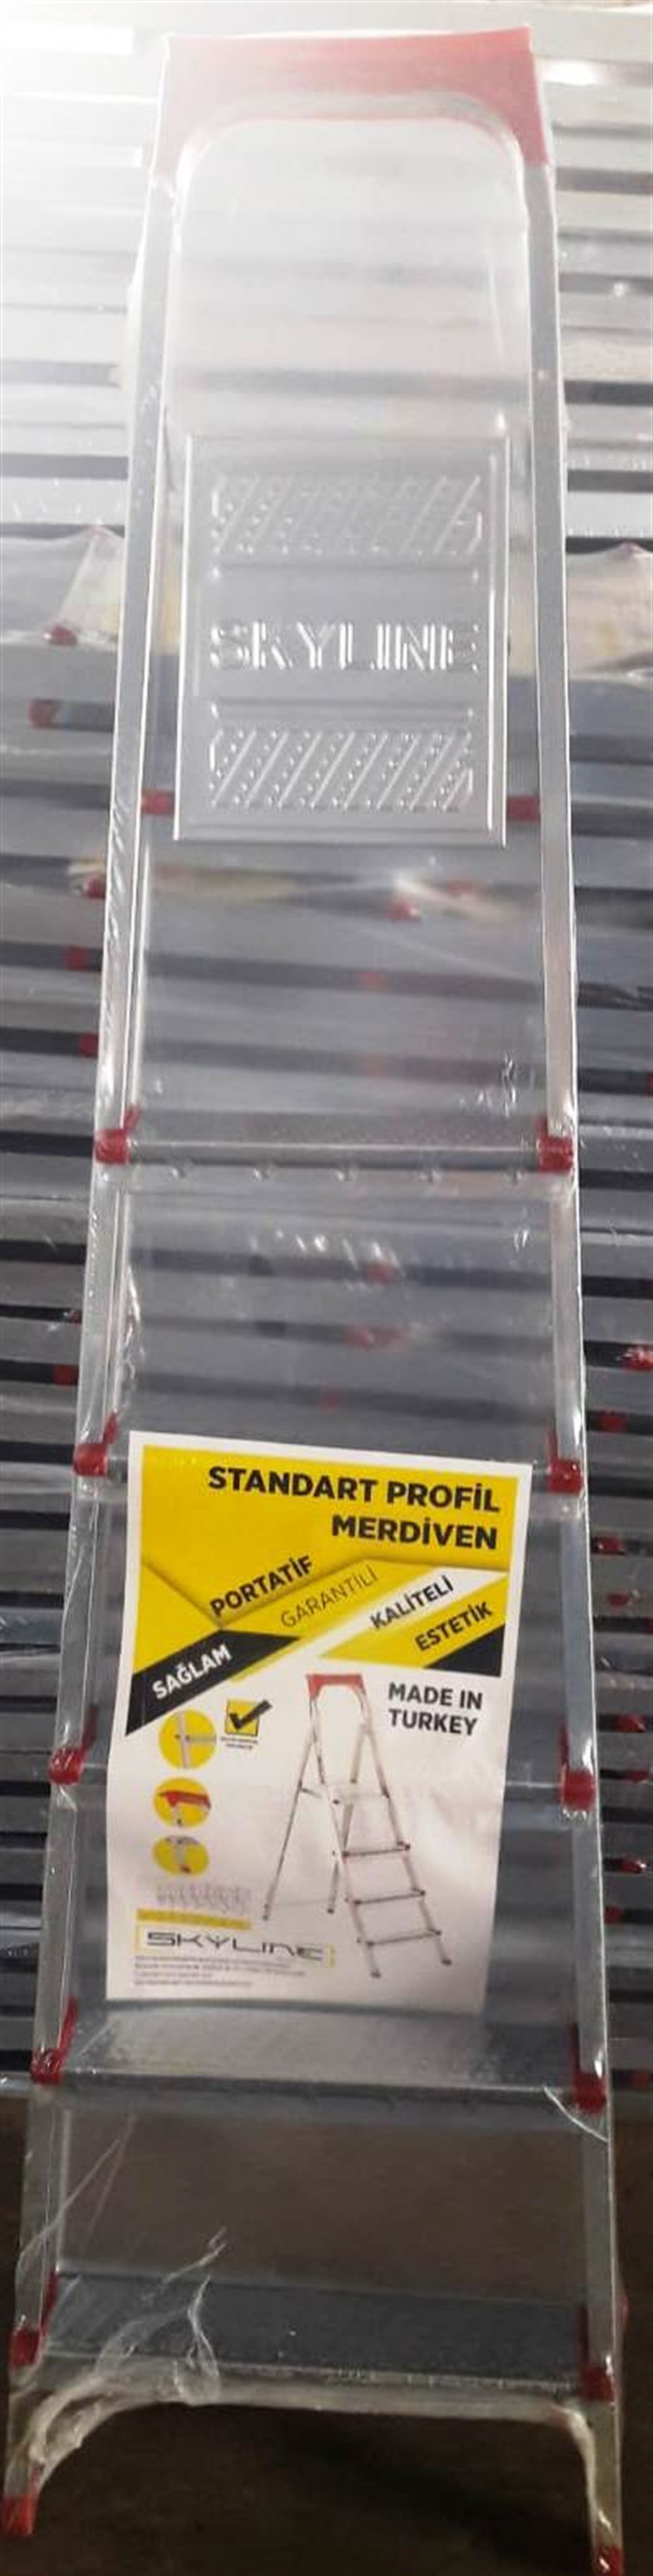 SKYLINE
STANDART PROFİL
MERDİVEN
PORTATİF
GARANTİLİ
KALİTELİ
ESTETİK
SAĞLAM
MADE IN
TURKEY
SKYLINE